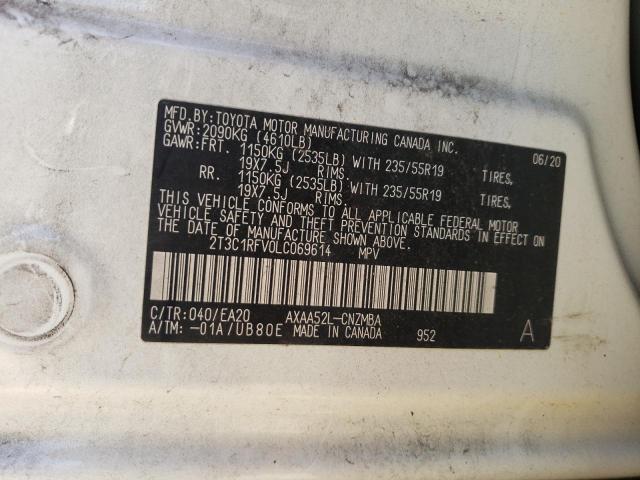 MFD.BY:TOYOTA MOTOR MANUFACTURING CANADA INC.
GVWR:2090KG (4610LB) 06/20
GAWR:FRT. 1150KG (2535LB) WITH 235/55R19 TIRES,
19X7.5J RIMS.
RR. 1150KG (2535LB) WITH 235/55R19 TIRES,
19X7.5J RIMS.
THIS VEHICLE CONFORMS TO ALL APPLICABLE FEDERAL MOTOR
VEHICLE SAFETY AND THEFT PREVENTION STANDARDS IN EFFECT ON
THE DATE OF MANUFACTURE SHOWN ABOVE.
2T3C1RFV0LC069614 MPV
C/TR:040/EA20 AXAA52L-CNZMBA
A/TM:-01A/UB80E MADE IN CANADA 952 A